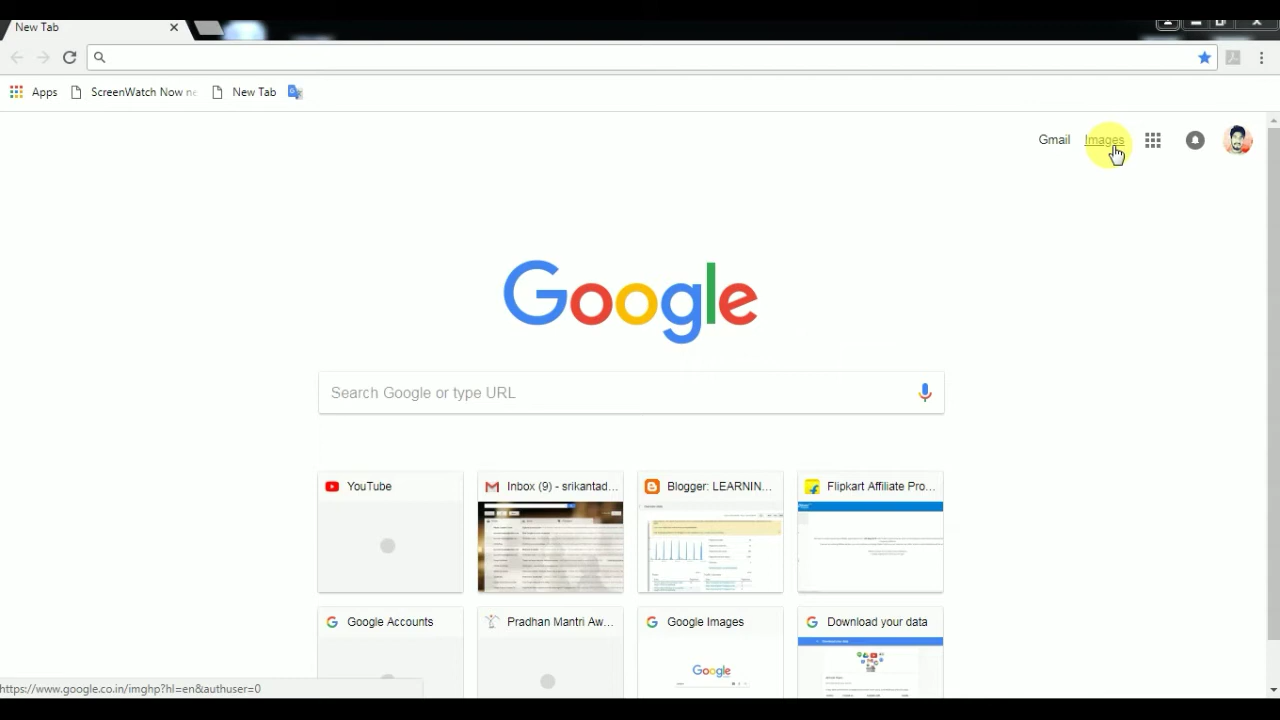 New Tab
Apps ScreenWatch Now ne New Tab
Gmail Images
Google
Search Google or type URL
YouTube Inbox (9) - srikantad... Blogger: LEARNIN... Flipkart Affiliate Pro...
Google Accounts Pradhan Mantri Aw... Google Images Download your data
Google
https://www.google.co.in/imghp?hl=en&authuser=0